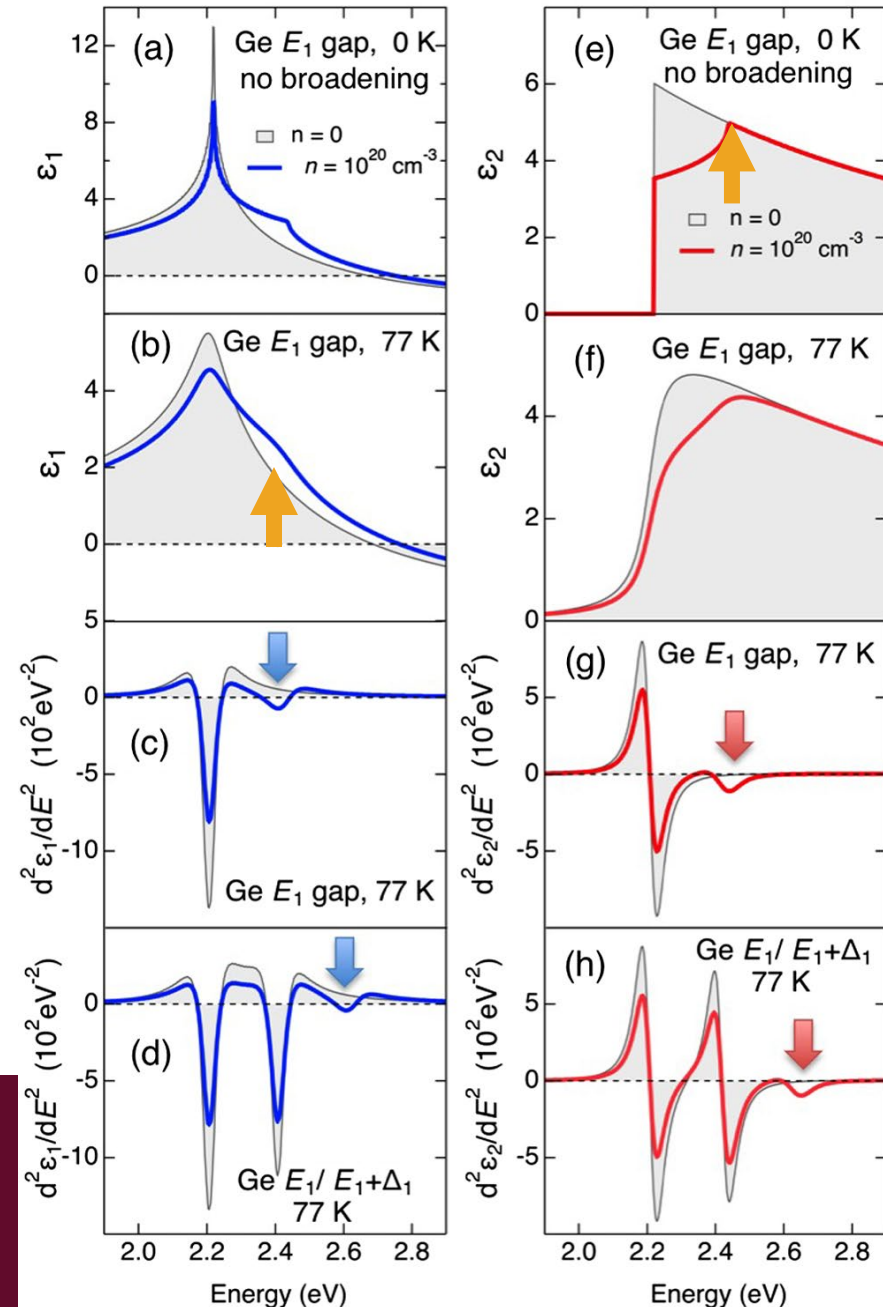 (a)
Ge E₁ gap, 0 K
no broadening
n = 0
n = 10²⁰ cm⁻³
ε₁
12
8
4
0
(b)
Ge E₁ gap, 77 K
ε₁
4
2
0
(c)
Ge E₁ gap, 77 K
d²ε₁/dE² (10²eV⁻²)
5
0
-5
-10
(d)
Ge E₁/ E₁+Δ₁
77 K
d²ε₁/dE² (10²eV⁻²)
0
-5
-10
2.0 2.2 2.4 2.6 2.8
Energy (eV)
(e)
Ge E₁ gap, 0 K
no broadening
n = 0
n = 10²⁰ cm⁻³
ε₂
6
4
2
0
(f)
Ge E₁ gap, 77 K
ε₂
4
2
0
(g)
Ge E₁ gap, 77 K
d²ε₂/dE² (10²eV⁻²)
5
0
-5
(h)
Ge E₁/ E₁+Δ₁
77 K
d²ε₂/dE² (10²eV⁻²)
5
0
-5
2.0 2.2 2.4 2.6 2.8
Energy (eV)